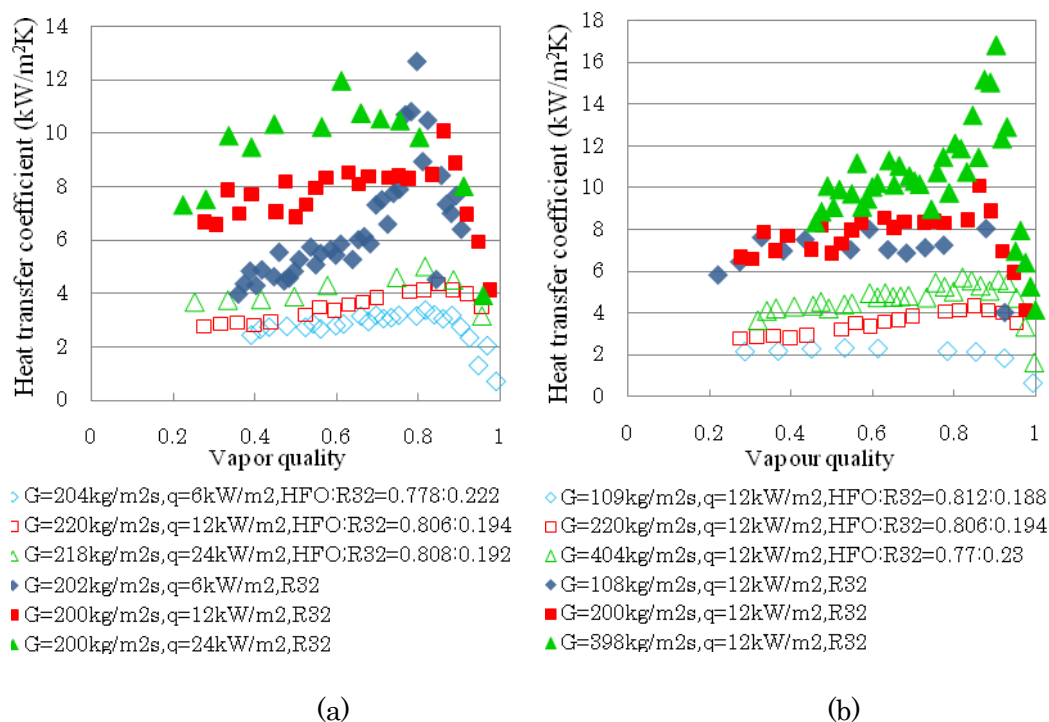 Heat transfer coefficient (kW/m²K)
14
12
10
8
6
4
2
0
0
0.2
0.4
0.6
0.8
1
Vapor quality
G=204kg/m2s,q=6kW/m2,HFO:R32=0.778:0.222
G=220kg/m2s,q=12kW/m2,HFO:R32=0.806:0.194
G=218kg/m2s,q=24kW/m2,HFO:R32=0.808:0.192
G=202kg/m2s,q=6kW/m2,R32
G=200kg/m2s,q=12kW/m2,R32
G=200kg/m2s,q=24kW/m2,R32
(a)
Heat transfer coefficient (kW/m²K)
18
16
14
12
10
8
6
4
2
0
0
0.2
0.4
0.6
0.8
1
Vapour quality
G=109kg/m2s,q=12kW/m2,HFO:R32=0.812:0.188
G=220kg/m2s,q=12kW/m2,HFO:R32=0.806:0.194
G=404kg/m2s,q=12kW/m2,HFO:R32=0.77:0.23
G=108kg/m2s,q=12kW/m2,R32
G=200kg/m2s,q=12kW/m2,R32
G=398kg/m2s,q=12kW/m2,R32
(b)